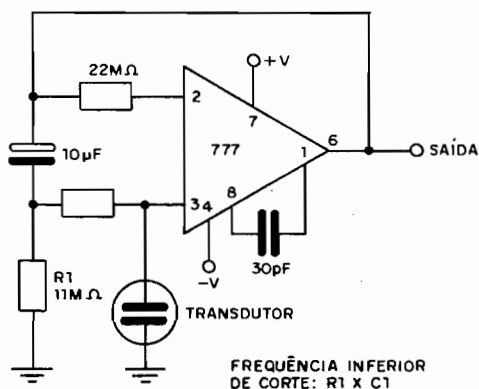 22MΩ
+V
2
7
777
6
1
SAÍDA
10µF
3
4
8
30pF
-V
R1
11MΩ
TRANSDUTOR
FREQUÊNCIA INFERIOR
DE CORTE: R1 X C1